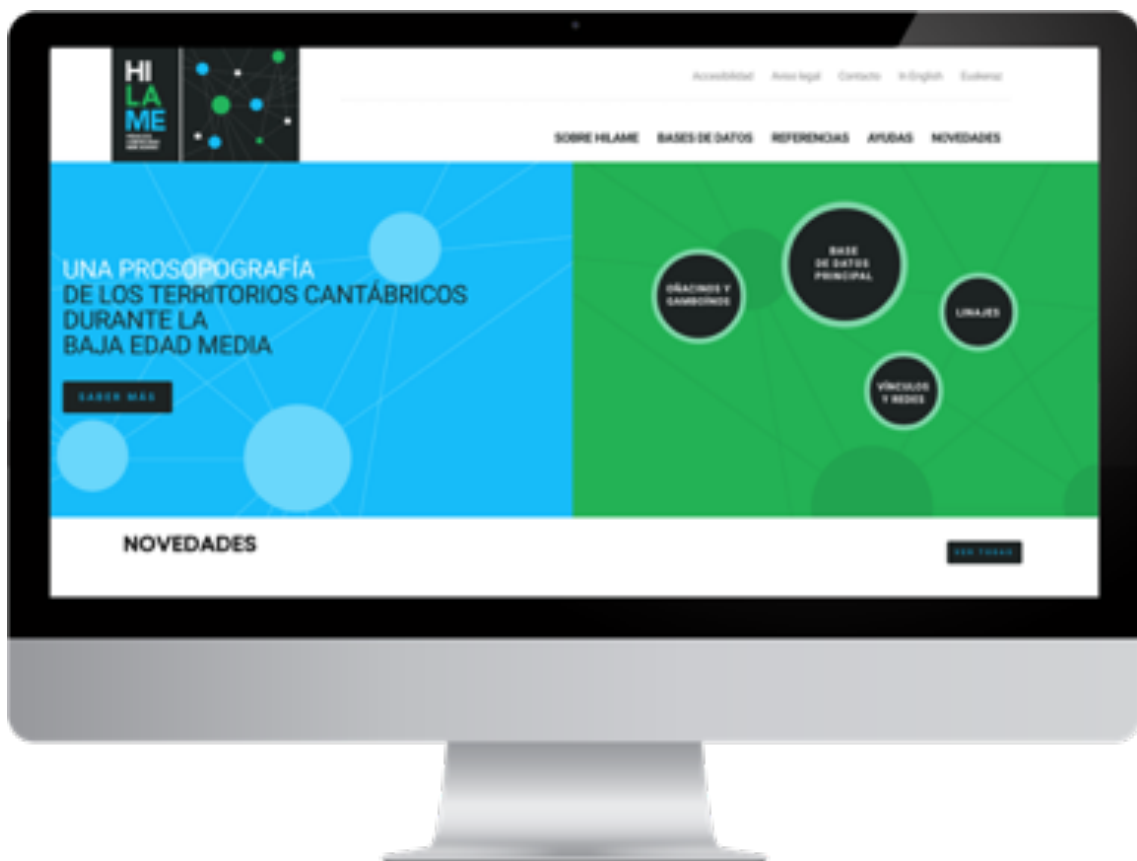 HI
LA
ME
Accesibilidad Aviso legal Contacto In English Euskeraz
SOBRE HILAME BASES DE DATOS REFERENCIAS AYUDAS NOVEDADES
UNA PROSOPOGRAFÍA
DE LOS TERRITORIOS CANTÁBRICOS
DURANTE LA
BAJA EDAD MEDIA
SABER MÁS
BASE
DE DATOS
PRINCIPAL
OÑACINOS Y
GAMBOÍNOS
LINAJES
VÍNCULOS
Y REDES
NOVEDADES
VER TODAS